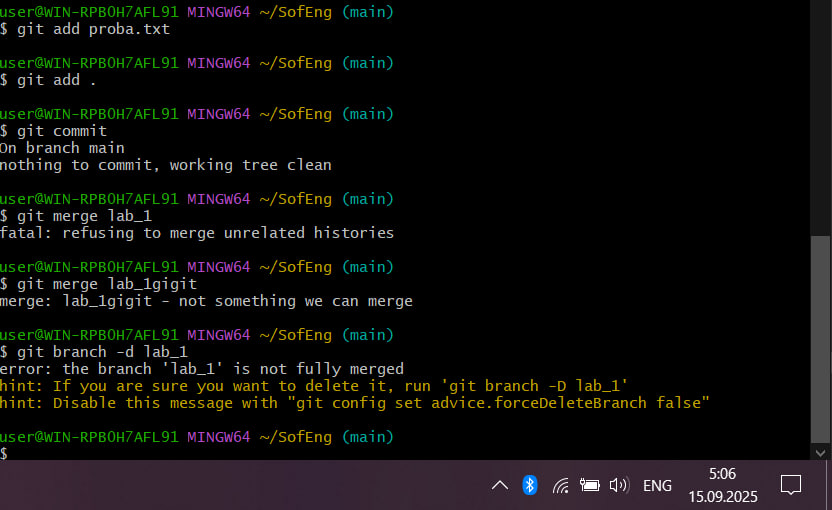 user@WIN-RPBOH7AFL91 MINGW64 ~/SofEng (main)
$ git add proba.txt
user@WIN-RPBOH7AFL91 MINGW64 ~/SofEng (main)
$ git add .
user@WIN-RPBOH7AFL91 MINGW64 ~/SofEng (main)
$ git commit
On branch main
nothing to commit, working tree clean
user@WIN-RPBOH7AFL91 MINGW64 ~/SofEng (main)
$ git merge lab_1
fatal: refusing to merge unrelated histories
user@WIN-RPBOH7AFL91 MINGW64 ~/SofEng (main)
$ git merge lab_1gigit
merge: lab_1gigit - not something we can merge
user@WIN-RPBOH7AFL91 MINGW64 ~/SofEng (main)
$ git branch -d lab_1
error: the branch 'lab_1' is not fully merged
hint: If you are sure you want to delete it, run 'git branch -D lab_1'
hint: Disable this message with "git config set advice.forceDeleteBranch false"
user@WIN-RPBOH7AFL91 MINGW64 ~/SofEng (main)
$
ENG
5:06
15.09.2025